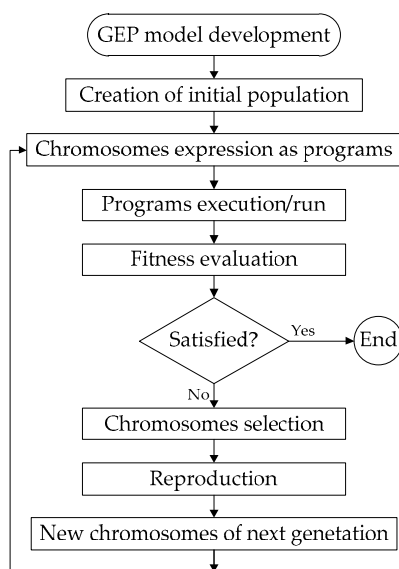 GEP model development
Creation of initial population
Chromosomes expression as programs
Programs execution/run
Fitness evaluation
Satisfied?
Yes
End
No
Chromosomes selection
Reproduction
New chromosomes of next genetation